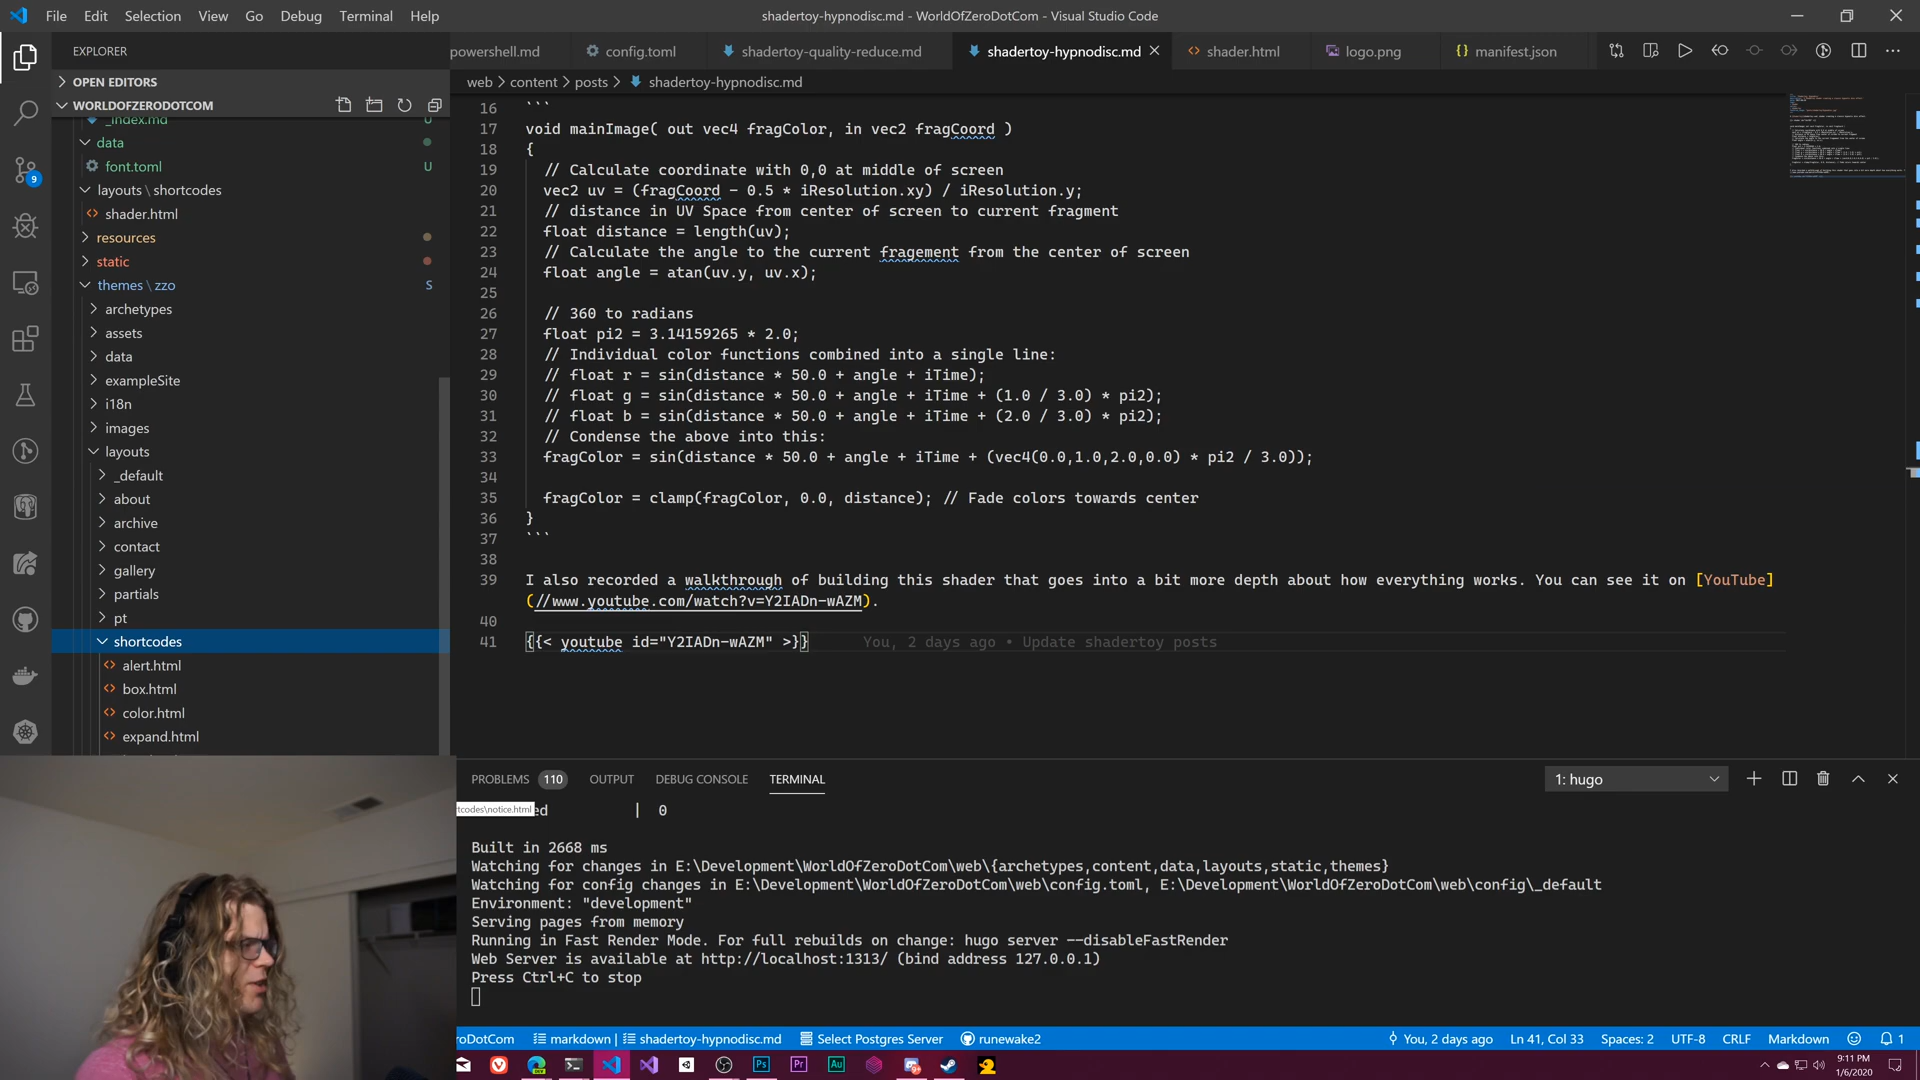 File Edit Selection View Go Debug Terminal Help
shadertoy-hypnodisc.md - WorldOfZeroDotCom - Visual Studio Code
EXPLORER
OPEN EDITORS
WORLDOFZERODOTCOM
_index.md U
data
font.toml U
layouts \ shortcodes
shader.html
resources
static
themes \ zzo S
archetypes
assets
data
exampleSite
i18n
images
layouts
_default
about
archive
contact
gallery
partials
pt
shortcodes
alert.html
box.html
color.html
expand.html
9
powershell.md config.toml shadertoy-quality-reduce.md shadertoy-hypnodisc.md shader.html logo.png manifest.json
web > content > posts > shadertoy-hypnodisc.md
16 ```
17 void mainImage( out vec4 fragColor, in vec2 fragCoord )
18 {
19 // Calculate coordinate with 0,0 at middle of screen
20 vec2 uv = (fragCoord - 0.5 * iResolution.xy) / iResolution.y;
21 // distance in UV Space from center of screen to current fragment
22 float distance = length(uv);
23 // Calculate the angle to the current fragement from the center of screen
24 float angle = atan(uv.y, uv.x);
25
26 // 360 to radians
27 float pi2 = 3.14159265 * 2.0;
28 // Individual color functions combined into a single line:
29 // float r = sin(distance * 50.0 + angle + iTime);
30 // float g = sin(distance * 50.0 + angle + iTime + (1.0 / 3.0) * pi2);
31 // float b = sin(distance * 50.0 + angle + iTime + (2.0 / 3.0) * pi2);
32 // Condense the above into this:
33 fragColor = sin(distance * 50.0 + angle + iTime + (vec4(0.0,1.0,2.0,0.0) * pi2 / 3.0));
34
35 fragColor = clamp(fragColor, 0.0, distance); // Fade colors towards center
36 }
37 ```
38
39 I also recorded a walkthrough of building this shader that goes into a bit more depth about how everything works. You can see it on [YouTube]
(//www.youtube.com/watch?v=Y2IADn-wAZM).
40
41 {{< youtube id="Y2IADn-wAZM" >}} You, 2 days ago • Update shadertoy posts
PROBLEMS 110 OUTPUT DEBUG CONSOLE TERMINAL 1: hugo
tcodes\notice.html ed | 0
Built in 2668 ms
Watching for changes in E:\Development\WorldOfZeroDotCom\web\{archetypes,content,data,layouts,static,themes}
Watching for config changes in E:\Development\WorldOfZeroDotCom\web\config.toml, E:\Development\WorldOfZeroDotCom\web\config\_default
Environment: "development"
Serving pages from memory
Running in Fast Render Mode. For full rebuilds on change: hugo server --disableFastRender
Web Server is available at http://localhost:1313/ (bind address 127.0.0.1)
Press Ctrl+C to stop
roDotCom markdown | shadertoy-hypnodisc.md Select Postgres Server runewake2 You, 2 days ago Ln 41, Col 33 Spaces: 2 UTF-8 CRLF Markdown 1
Ps Pr Au
9:11 PM
1/6/2020